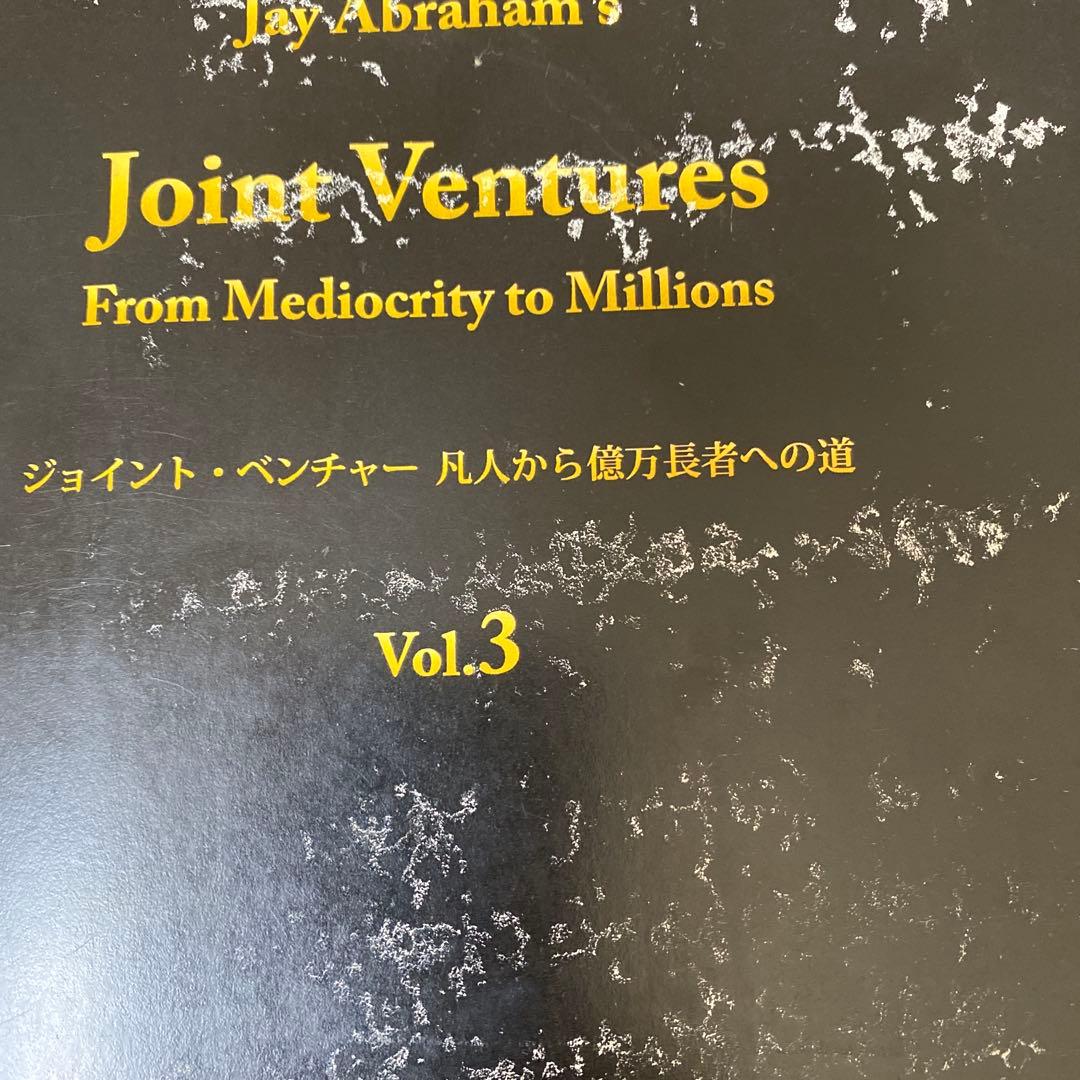 Jay Abraham's
Joint Ventures
From Mediocrity to Millions
ジョイント・ベンチャー 凡人から億万長者への道
Vol.3